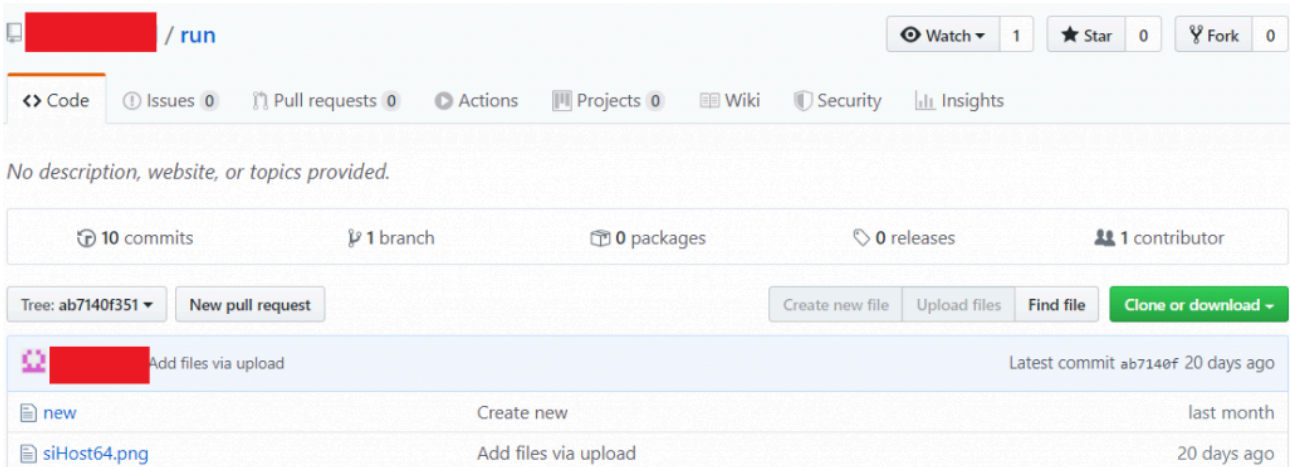 / run
Watch 1 Star 0 Fork 0
Code Issues 0 Pull requests 0 Actions Projects 0 Wiki Security Insights
No description, website, or topics provided.
10 commits 1 branch 0 packages 0 releases 1 contributor
Tree: ab7140f351 New pull request Create new file Upload files Find file Clone or download
Add files via upload Latest commit ab7140f 20 days ago
new Create new last month
siHost64.png Add files via upload 20 days ago